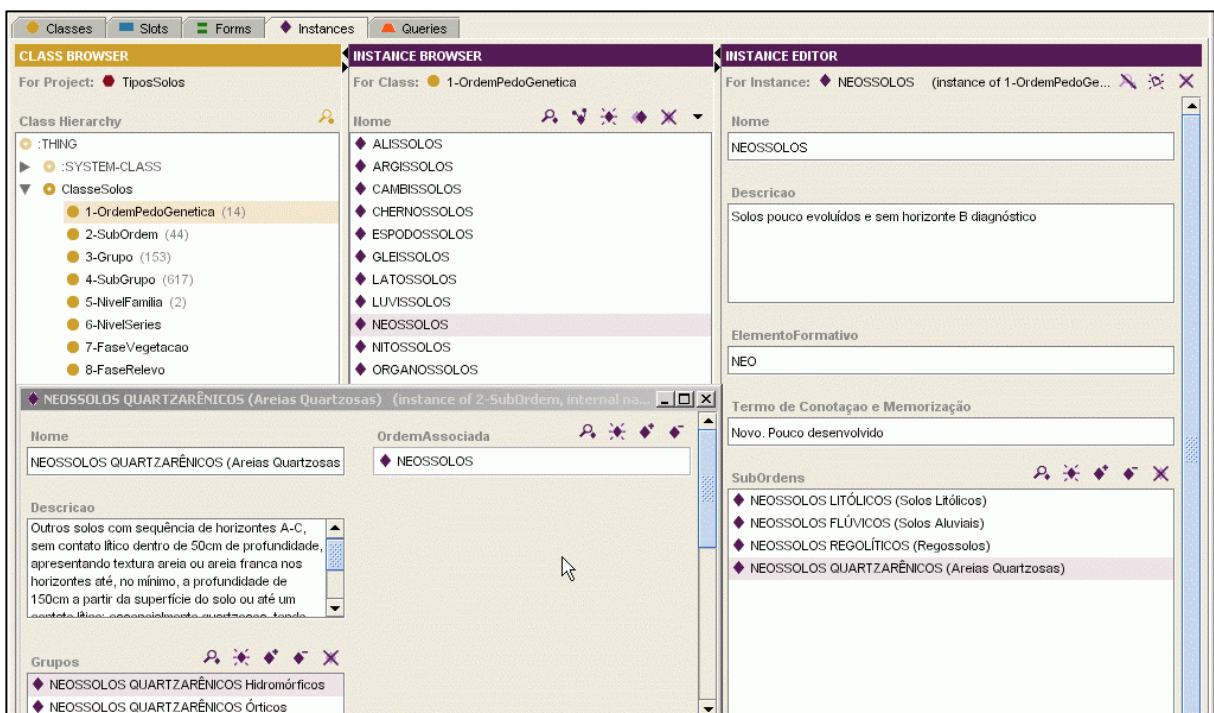 Classes
Slots
Forms
Instances
Queries
CLASS BROWSER
For Project: TiposSolos
Class Hierarchy
:THING
:SYSTEM-CLASS
ClasseSolos
1-OrdemPedoGenetica (14)
2-SubOrdem (44)
3-Grupo (153)
4-SubGrupo (617)
5-NivelFamilia (2)
6-NivelSeries
7-FaseVegetacao
8-FaseRelevo
INSTANCE BROWSER
For Class: 1-OrdemPedoGenetica
Nome
ALISSOLOS
ARGISSOLOS
CAMBISSOLOS
CHERNOSSOLOS
ESPODOSSOLOS
GLEISSOLOS
LATOSSOLOS
LUVISSOLOS
NEOSSOLOS
NITOSSOLOS
ORGANOSSOLOS
INSTANCE EDITOR
For Instance: NEOSSOLOS (instance of 1-OrdemPedoGe...
Nome
NEOSSOLOS
Descricao
Solos pouco evoluídos e sem horizonte B diagnóstico
ElementoFormativo
NEO
Termo de Conotaçao e Memorização
Novo. Pouco desenvolvido
SubOrdens
NEOSSOLOS LITÓLICOS (Solos Litólicos)
NEOSSOLOS FLÚVICOS (Solos Aluviais)
NEOSSOLOS REGOLÍTICOS (Regossolos)
NEOSSOLOS QUARTZARÊNICOS (Areias Quartzosas)
NEOSSOLOS QUARTZARÊNICOS (Areias Quartzosas) (instance of 2-SubOrdem, internal na...
Nome
NEOSSOLOS QUARTZARÊNICOS (Areias Quartzosas
OrdemAssociada
NEOSSOLOS
Descricao
Outros solos com sequência de horizontes A-C,
sem contato lítico dentro de 50cm de profundidade,
apresentando textura areia ou areia franca nos
horizontes até, no mínimo, a profundidade de
150cm a partir da superfície do solo ou até um
contato lítico; essencialmente quartzosos, tendo
Grupos
NEOSSOLOS QUARTZARÊNICOS Hidromórficos
NEOSSOLOS QUARTZARÊNICOS Órticos